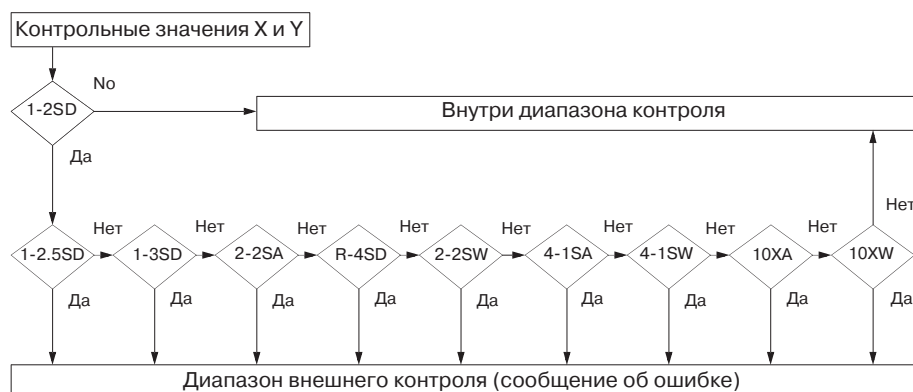 Контрольные значения X и Y
No
1-2SD
Внутри диапазона контроля
Да
Нет
Нет Нет Нет Нет Нет Нет Нет Нет
1-2.5SD 1-3SD 2-2SA R-4SD 2-2SW 4-1SA 4-1SW 10XA 10XW
Да Да Да Да Да Да Да Да Да
Диапазон внешнего контроля (сообщение об ошибке)